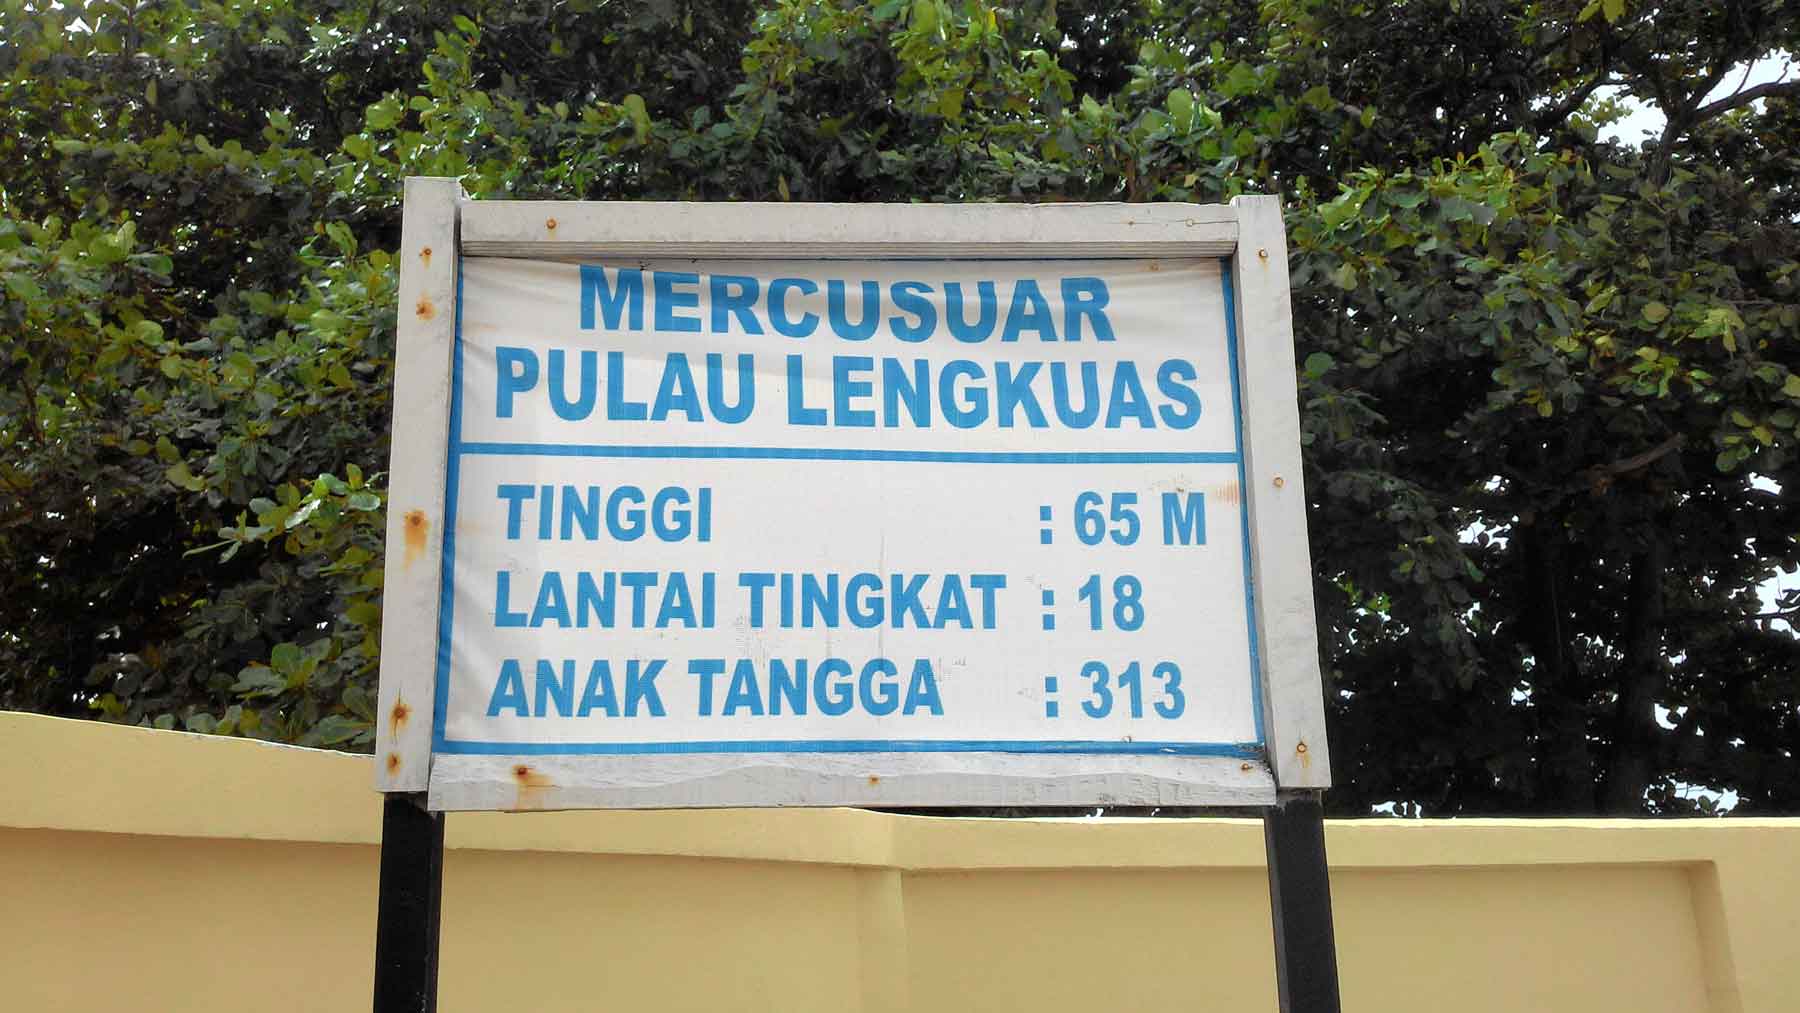 MERCUSUAR
PULAU LENGKUAS
TINGGI : 65 M
LANTAI TINGKAT : 18
ANAK TANGGA : 313